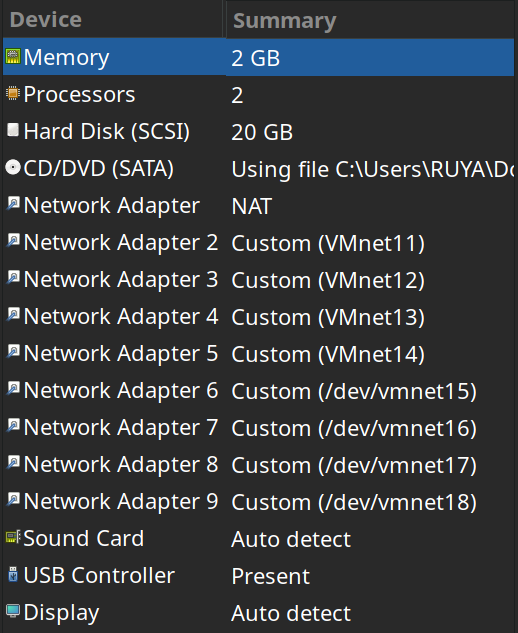 Device Summary
Memory 2 GB
Processors 2
Hard Disk (SCSI) 20 GB
CD/DVD (SATA) Using file C:\Users\RUYA\Do
Network Adapter NAT
Network Adapter 2 Custom (VMnet11)
Network Adapter 3 Custom (VMnet12)
Network Adapter 4 Custom (VMnet13)
Network Adapter 5 Custom (VMnet14)
Network Adapter 6 Custom (/dev/vmnet15)
Network Adapter 7 Custom (/dev/vmnet16)
Network Adapter 8 Custom (/dev/vmnet17)
Network Adapter 9 Custom (/dev/vmnet18)
Sound Card Auto detect
USB Controller Present
Display Auto detect